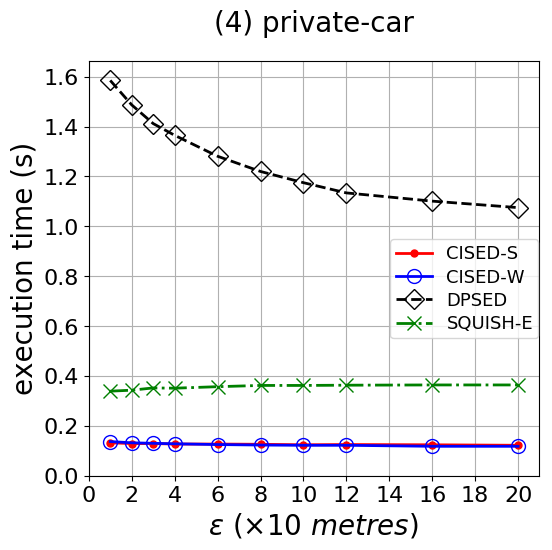 (4) private-car
execution time (s)
1.6
1.4
1.2
1.0
0.8
0.6
0.4
0.2
0.0
CISED-S
CISED-W
DPSED
SQUISH-E
0 2 4 6 8 10 12 14 16 18 20
ε (×10 metres)